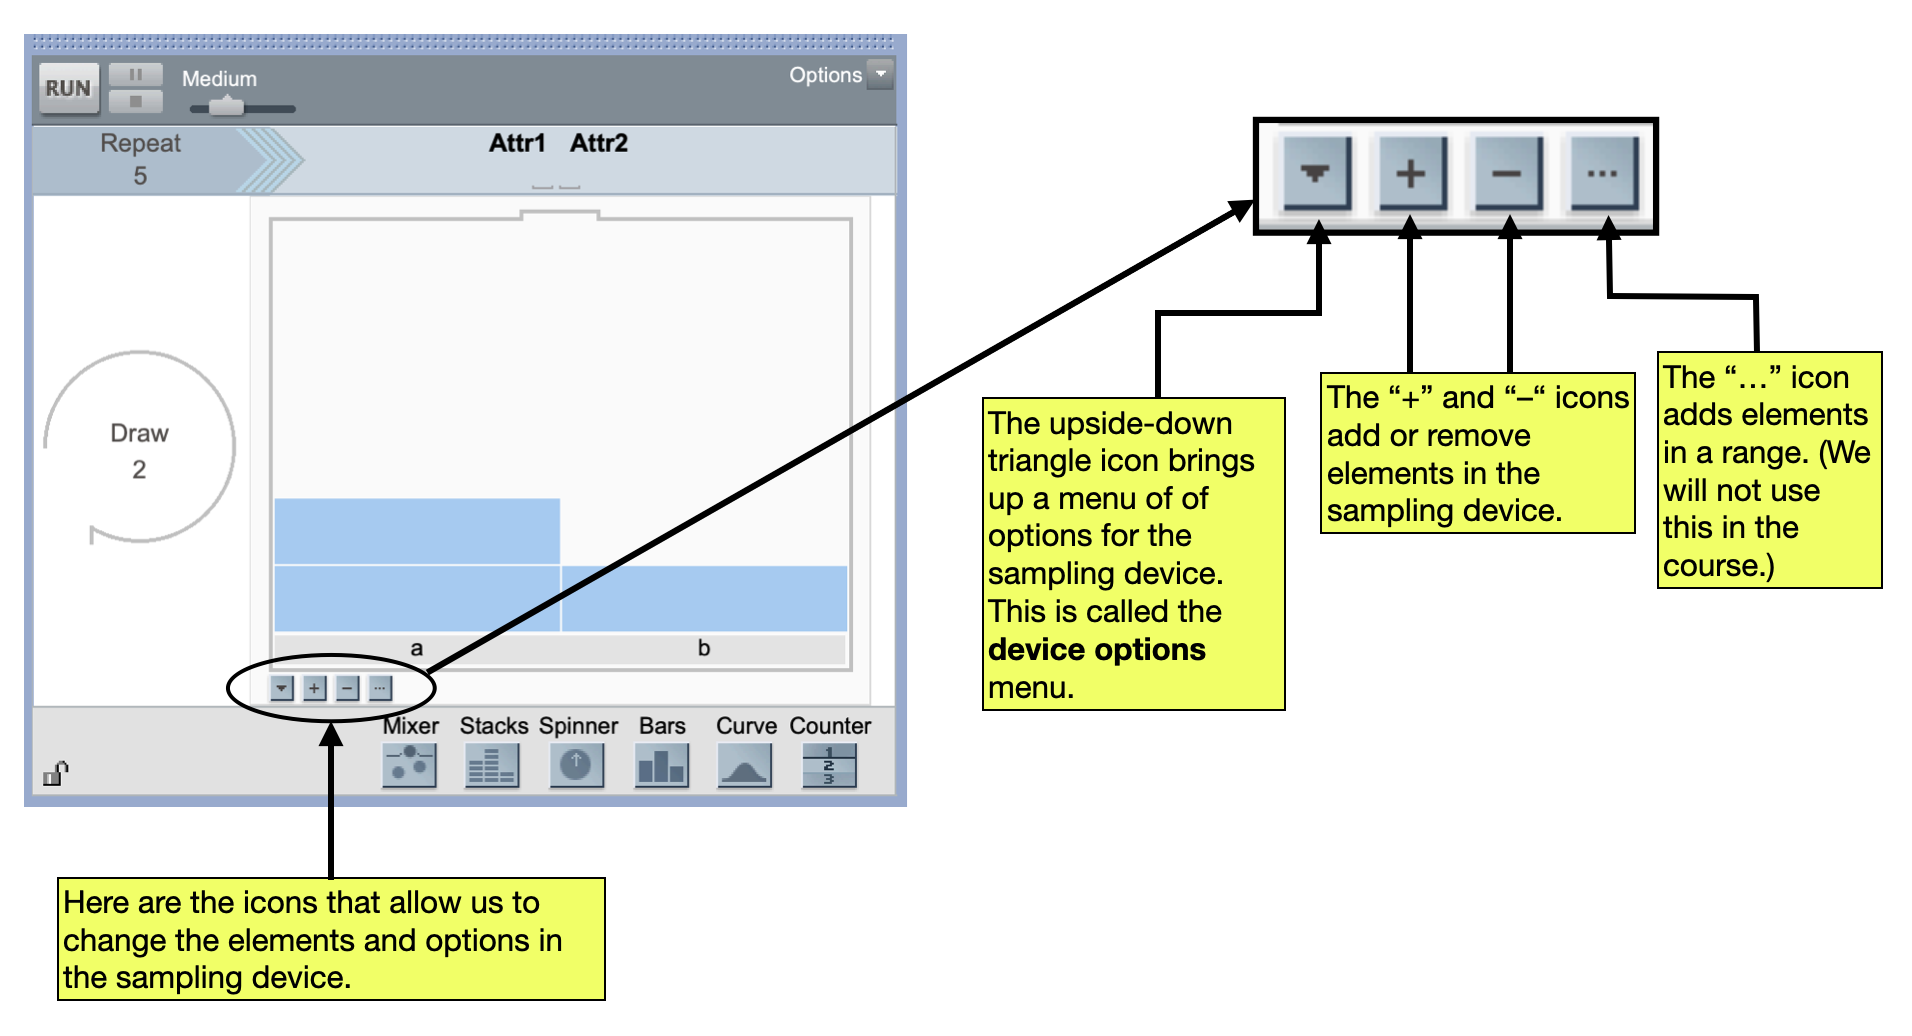 RUN
Medium
Options
Repeat
5
Attr1 Attr2
Draw
2
a
b
+ – ...
Mixer Stacks Spinner Bars Curve Counter
1
2
3
+ – ...
The upside-down
triangle icon brings
up a menu of of
options for the
sampling device.
This is called the
device options
menu.
The “+” and “–“ icons
add or remove
elements in the
sampling device.
The “…” icon
adds elements
in a range. (We
will not use
this in the
course.)
Here are the icons that allow us to
change the elements and options in
the sampling device.